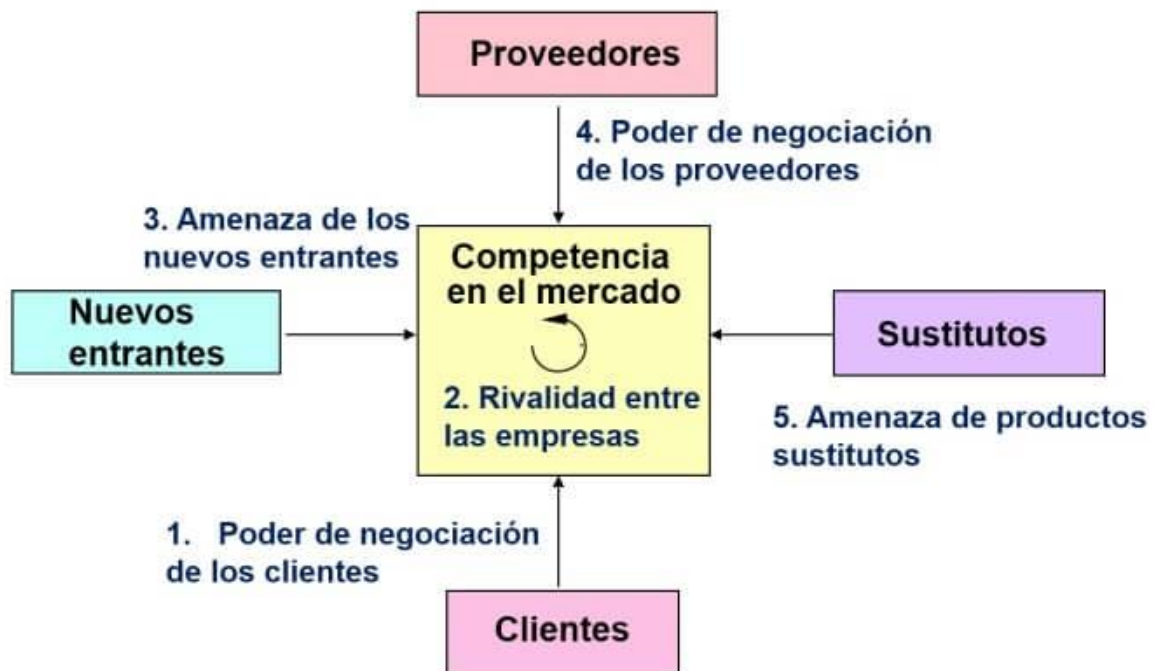 Proveedores
4. Poder de negociación
de los proveedores
3. Amenaza de los
nuevos entrantes
Competencia
en el mercado
Nuevos
entrantes
Sustitutos
2. Rivalidad entre
las empresas
5. Amenaza de productos
sustitutos
1. Poder de negociación
de los clientes
Clientes